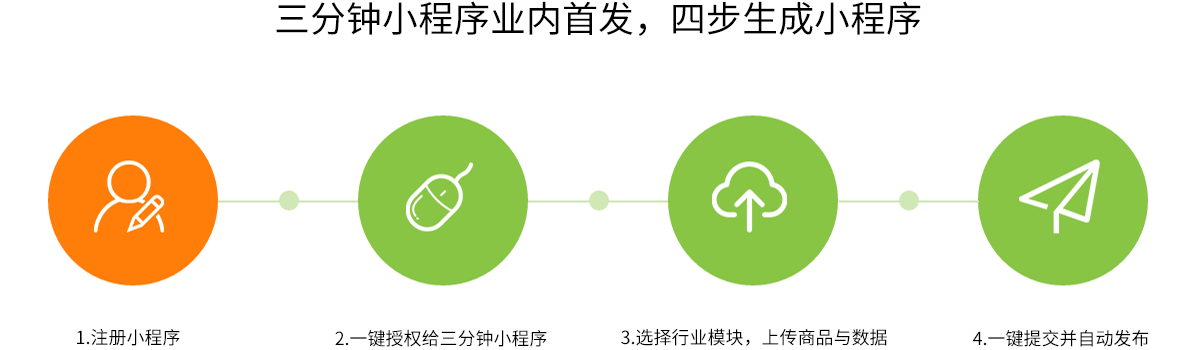 三分钟小程序业内首发，四步生成小程序
1.注册小程序
2.一键授权给三分钟小程序
3.选择行业模块，上传商品与数据
4.一键提交并自动发布